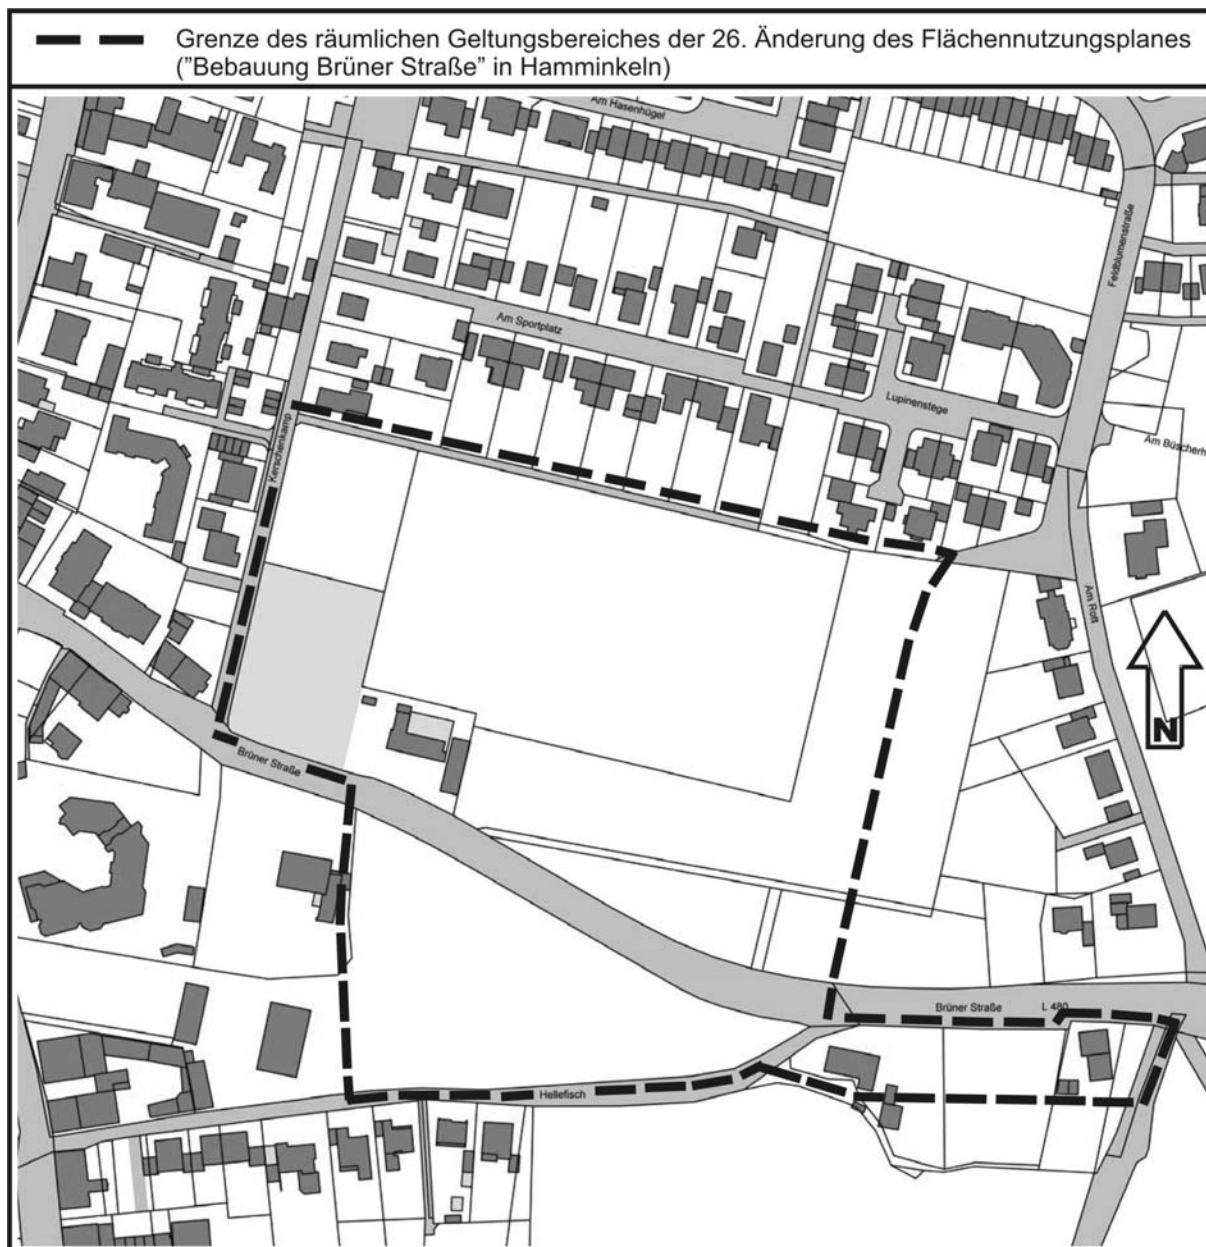 Grenze des räumlichen Geltungsbereiches der 26. Änderung des Flächennutzungsplanes
("Bebauung Brüner Straße" in Hamminkeln)
Am Hasenhügel
Feldblumenstraße
Am Sportplatz
Lupinenstege
Kerschenkamp
Am Büscherh
Am Roft
N
Brüner Straße
Brüner Straße L 480
Hellefisch